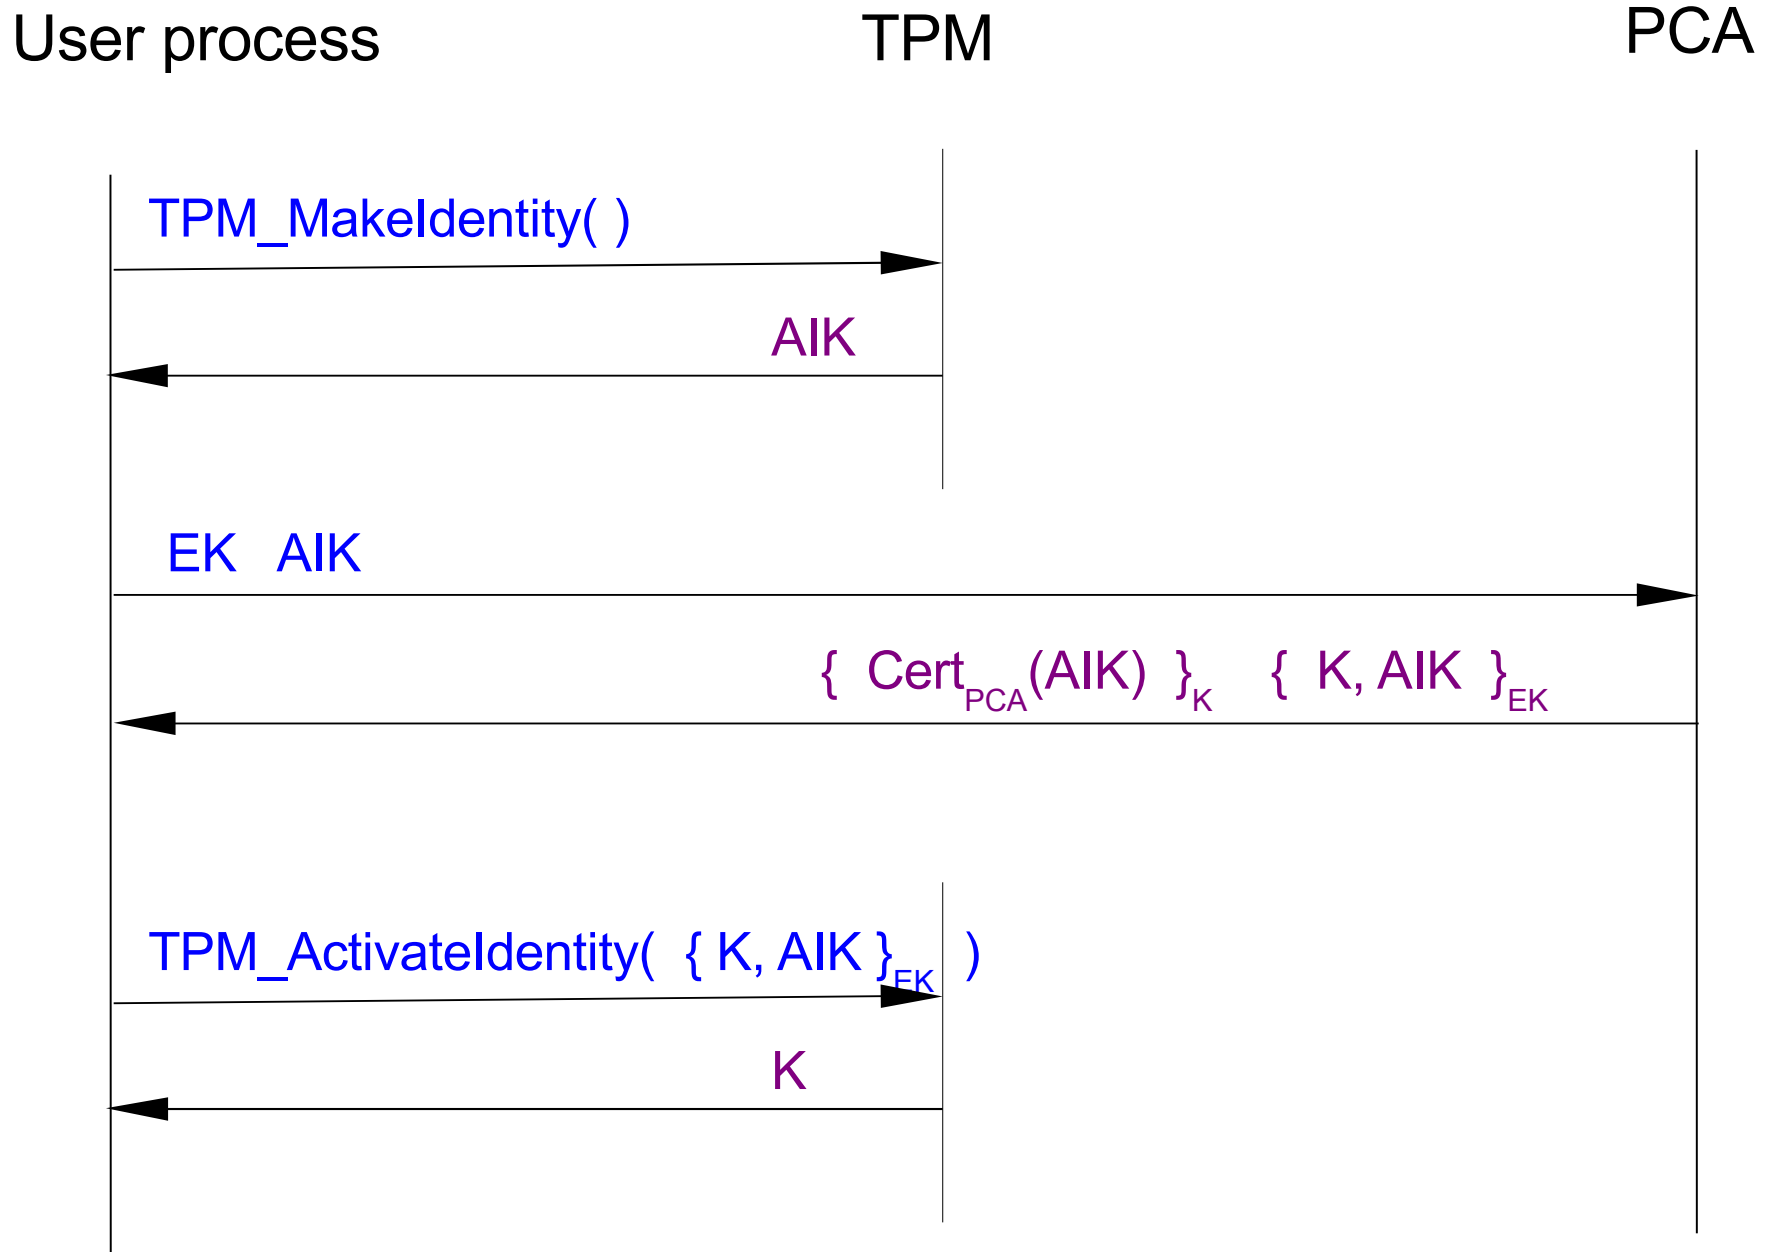 User process TPM PCA
TPM_MakeIdentity( )
AIK
EK AIK
{ Cert_PCA(AIK) }_K { K, AIK }_EK
TPM_ActivateIdentity( { K, AIK }_EK )
K